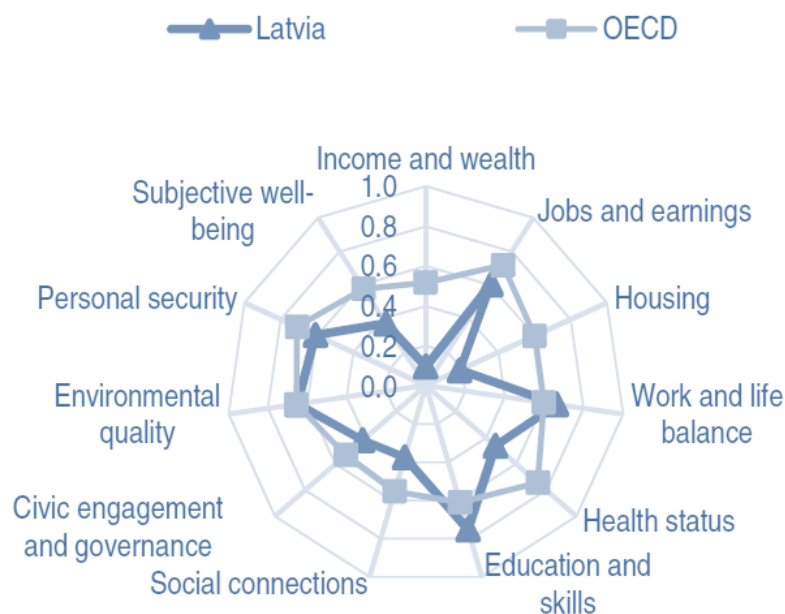 Latvia
OECD
Income and wealth
1.0
0.8
0.6
0.4
0.2
0.0
Jobs and earnings
Housing
Work and life
balance
Health status
Education and
skills
Social connections
Civic engagement
and governance
Environmental
quality
Personal security
Subjective well-
being